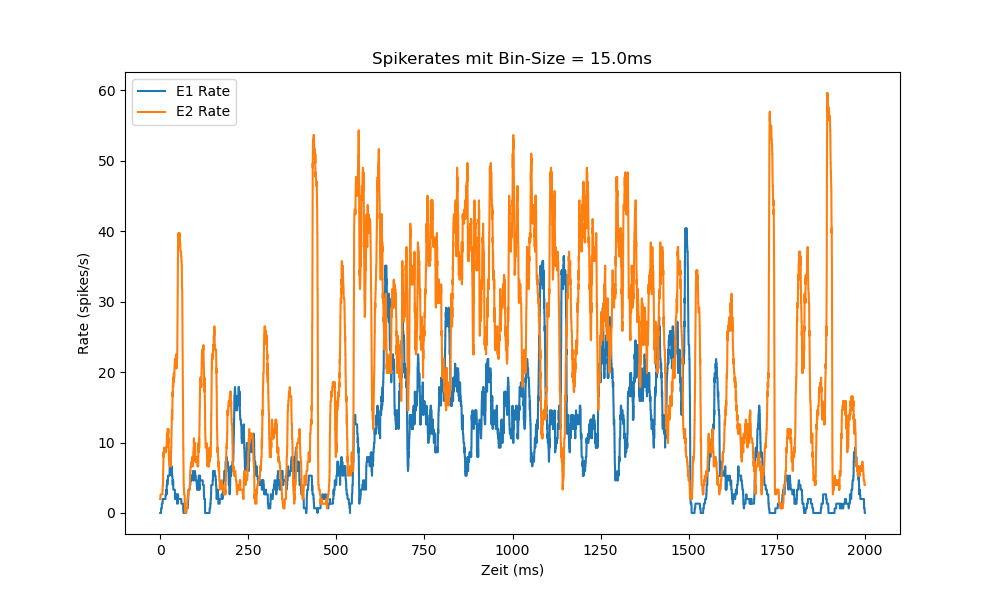 Spikerates mit Bin-Size = 15.0ms
E1 Rate
E2 Rate
Rate (spikes/s)
60
50
40
30
20
10
0
0 250 500 750 1000 1250 1500 1750 2000
Zeit (ms)